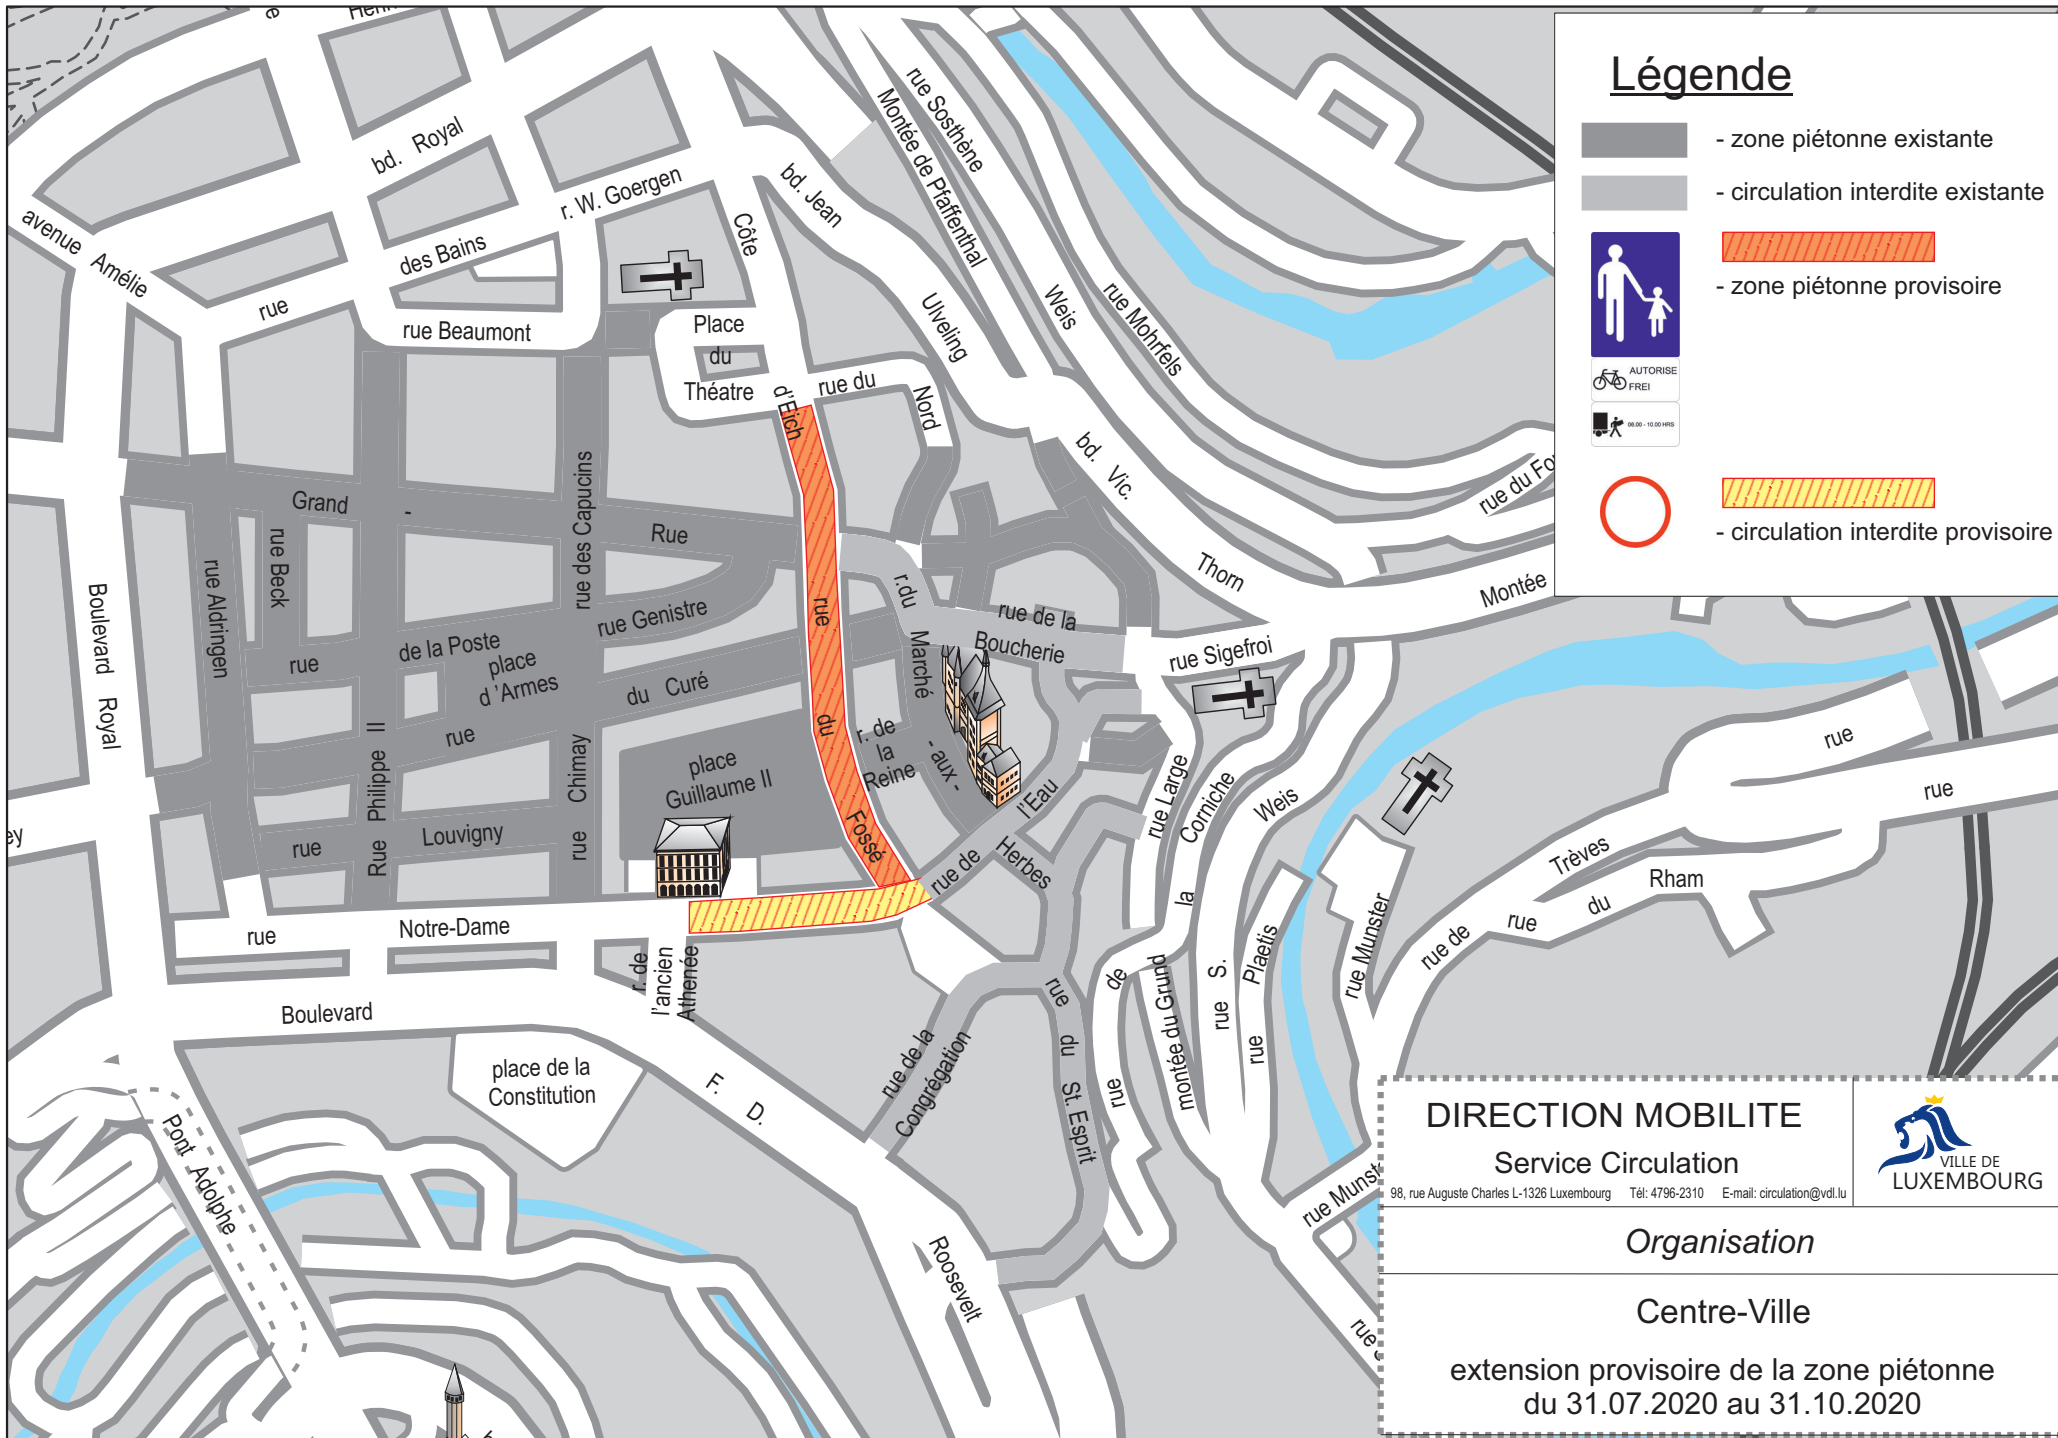 Légende
- zone piétonne existante
- circulation interdite existante
- zone piétonne provisoire
AUTORISE
FREI
06.00 - 10.00 HRS
- circulation interdite provisoire
bd. Royal
avenue Amélie
rue des Bains
r. W. Goergen
rue Beaumont
Côte d'Eich
Place
du
Théatre
rue du Nord
bd. Jean Ulveling
Montée de Pfaffenthal
rue Sosthène Weis
rue Mohrfels
bd. Vic. Thorn
Montée
Grand - Rue
rue des Capucins
rue Beck
rue Aldringen
Boulevard Royal
rue de la Poste
place
d 'Armes
rue Genistre
rue du Curé
Rue Philippe II
rue Chimay
rue Louvigny
place
Guillaume II
rue du Fossé
r.du Marché - aux - Herbes
r. de
la
Reine
rue de la
Boucherie
rue Sigefroi
rue de l'Eau
rue Large
rue de la Corniche
rue S. Weis
rue Plaetis
montée du Grund
rue Munster
rue de Trèves
rue du Rham
rue
rue
rue Notre-Dame
r. de
l'ancien
Athenée
Boulevard F. D. Roosevelt
place de la
Constitution
rue de la
Congrégation
rue du St. Esprit
Pont Adolphe
DIRECTION MOBILITE
Service Circulation
98, rue Auguste Charles L-1326 Luxembourg Tél: 4796-2310 E-mail: circulation@vdl.lu
VILLE DE
LUXEMBOURG
Organisation
Centre-Ville
extension provisoire de la zone piétonne
du 31.07.2020 au 31.10.2020